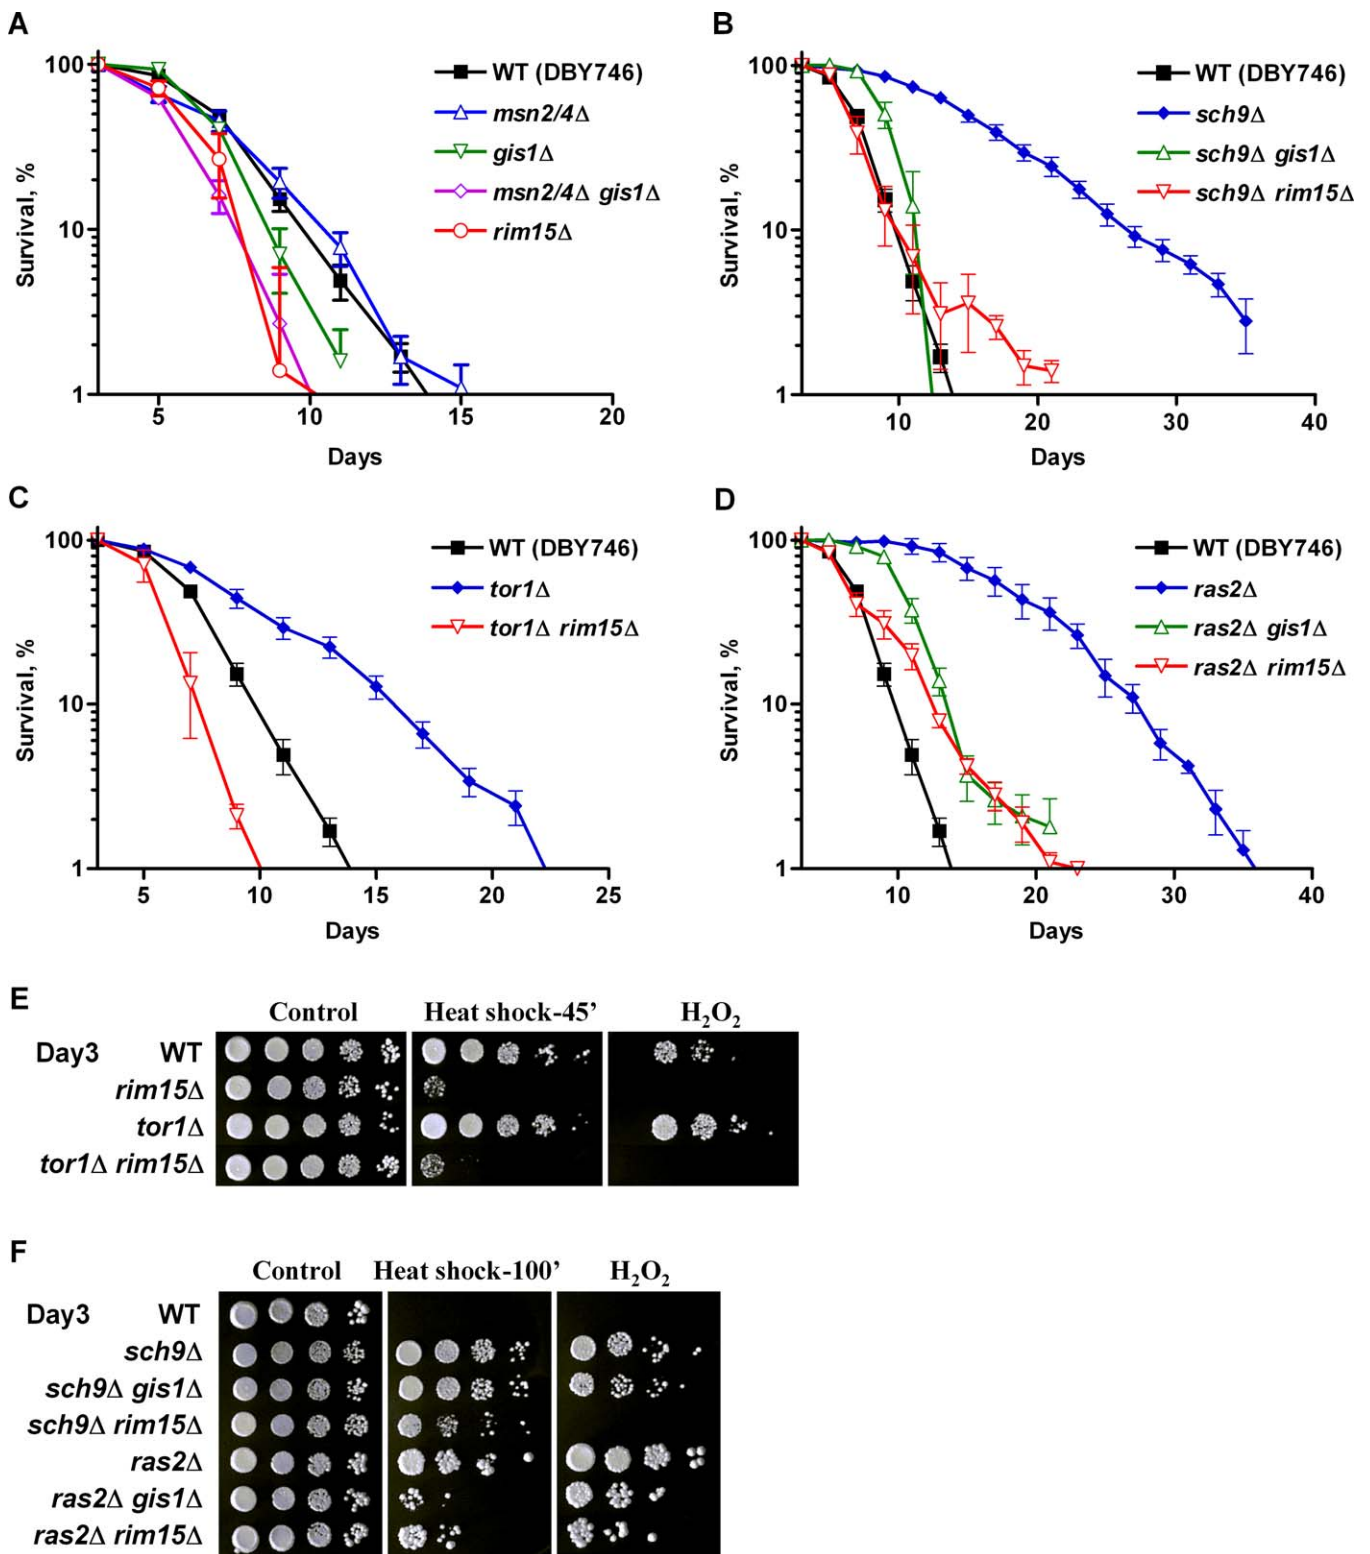 A
100
10
1
Survival, %
5
10
15
20
Days
WT (DBY746)
msn2/4Δ
gis1Δ
msn2/4Δ gis1Δ
rim15Δ
B
100
10
1
Survival, %
10
20
30
40
Days
WT (DBY746)
sch9Δ
sch9Δ gis1Δ
sch9Δ rim15Δ
C
100
10
1
Survival, %
5
10
15
20
25
Days
WT (DBY746)
tor1Δ
tor1Δ rim15Δ
D
100
10
1
Survival, %
10
20
30
40
Days
WT (DBY746)
ras2Δ
ras2Δ gis1Δ
ras2Δ rim15Δ
E
Control Heat shock-45’ H₂O₂
Day3 WT
rim15Δ
tor1Δ
tor1Δ rim15Δ
F
Control Heat shock-100’ H₂O₂
Day3 WT
sch9Δ
sch9Δ gis1Δ
sch9Δ rim15Δ
ras2Δ
ras2Δ gis1Δ
ras2Δ rim15Δ